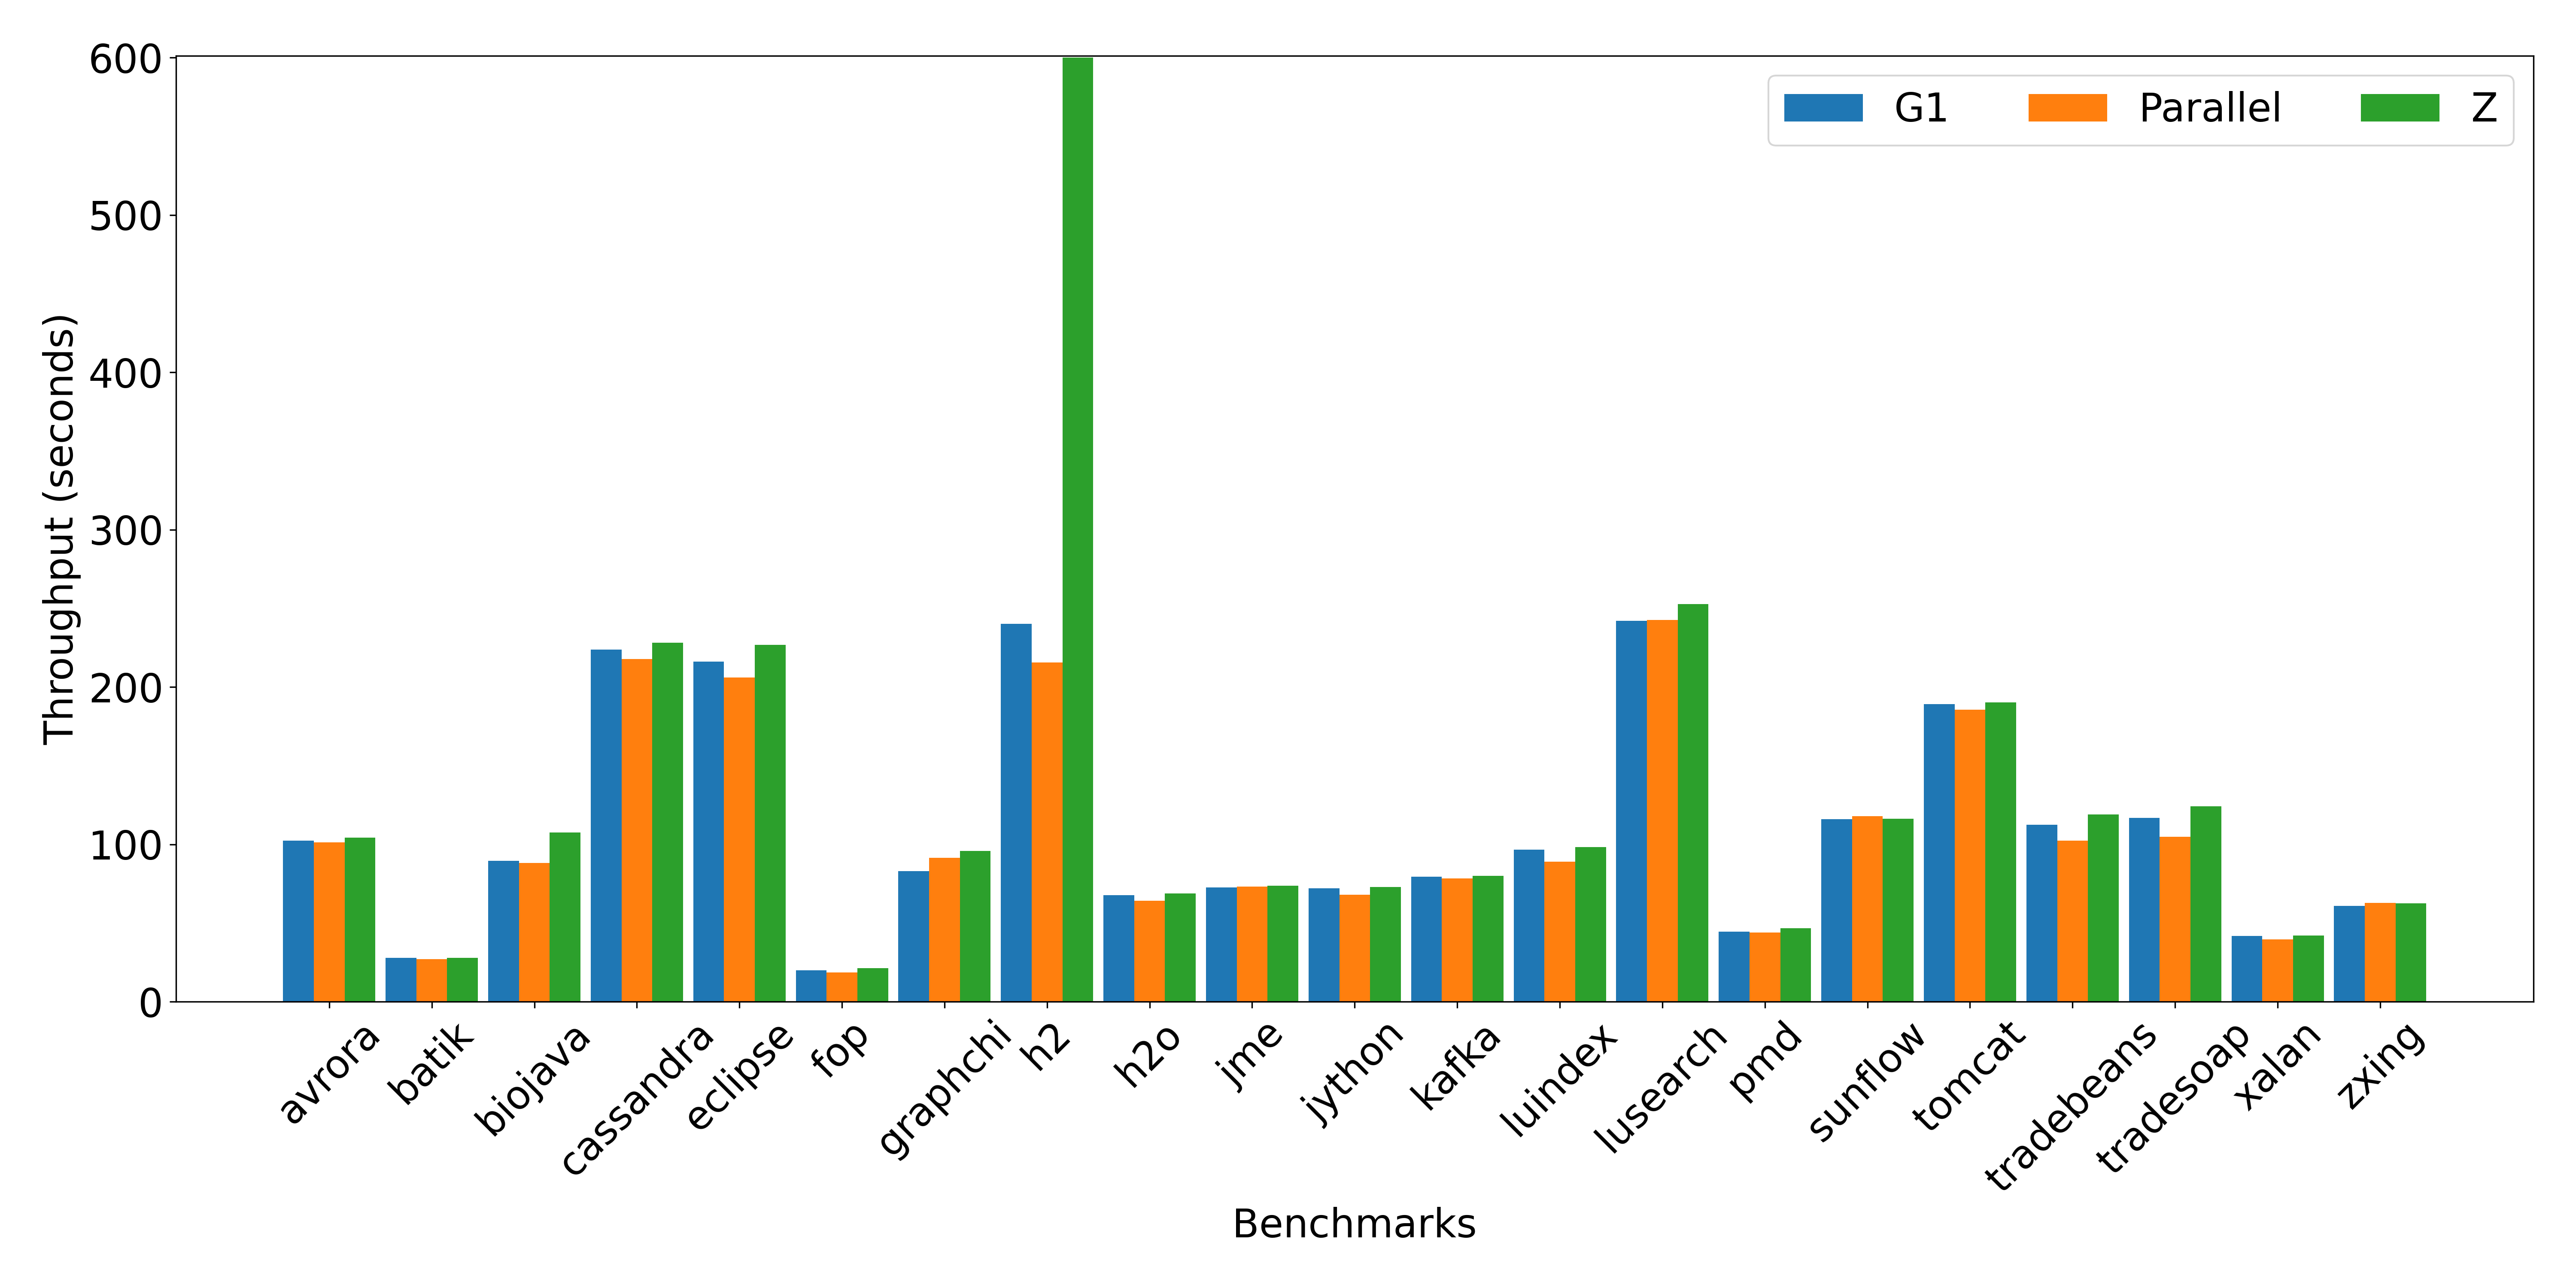 600
500
400
300
200
100
0
Throughput (seconds)
G1 Parallel Z
avrora
batik
biojava
cassandra
eclipse
fop
graphchi
h2
h2o
jme
jython
kafka
luindex
lusearch
pmd
sunflow
tomcat
tradebeans
tradesoap
xalan
zxing
Benchmarks